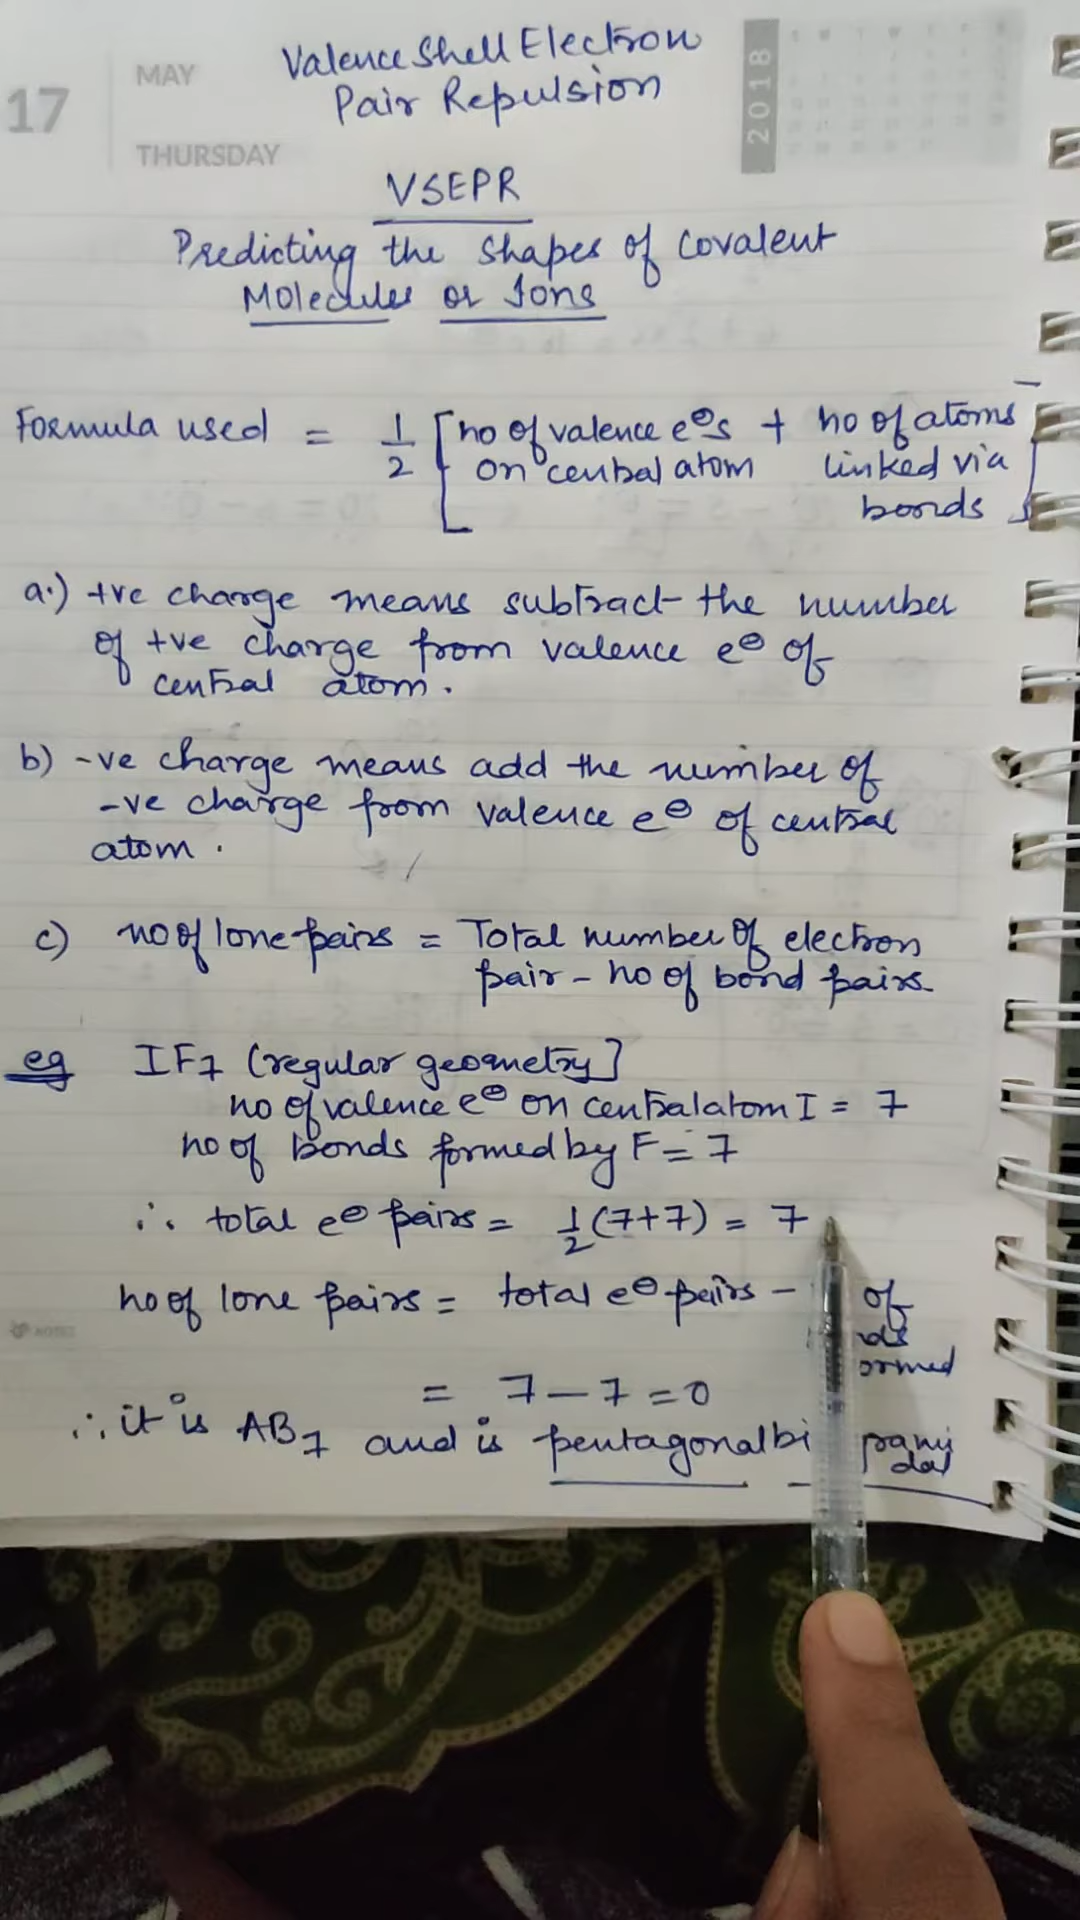 Valence Shell Electron
Pair Repulsion
17
MAY
THURSDAY
2018
VSEPR
Predicting the shapes of covalent
Molecules or Ions
Formula used = 1/2 [no of valence e⊖s + no of atoms
on central atom linked via
bonds]
a.) +ve charge means subtract the number
of +ve charge from valence e⊖ of
central atom.
b) -ve charge means add the number of
-ve charge from valence e⊖ of central
atom.
c) no of lone pairs = Total number of electron
pair - no of bond pairs.
eg IF7 (regular geometry]
no of valence e⊖ on central atom I = 7
no of bonds formed by F = 7
∴ total e⊖ pairs = 1/2 (7+7) = 7
no of lone pairs = total e⊖ pairs - of
= 7 - 7 = 0
∴ it is AB7 and is pentagonal bi